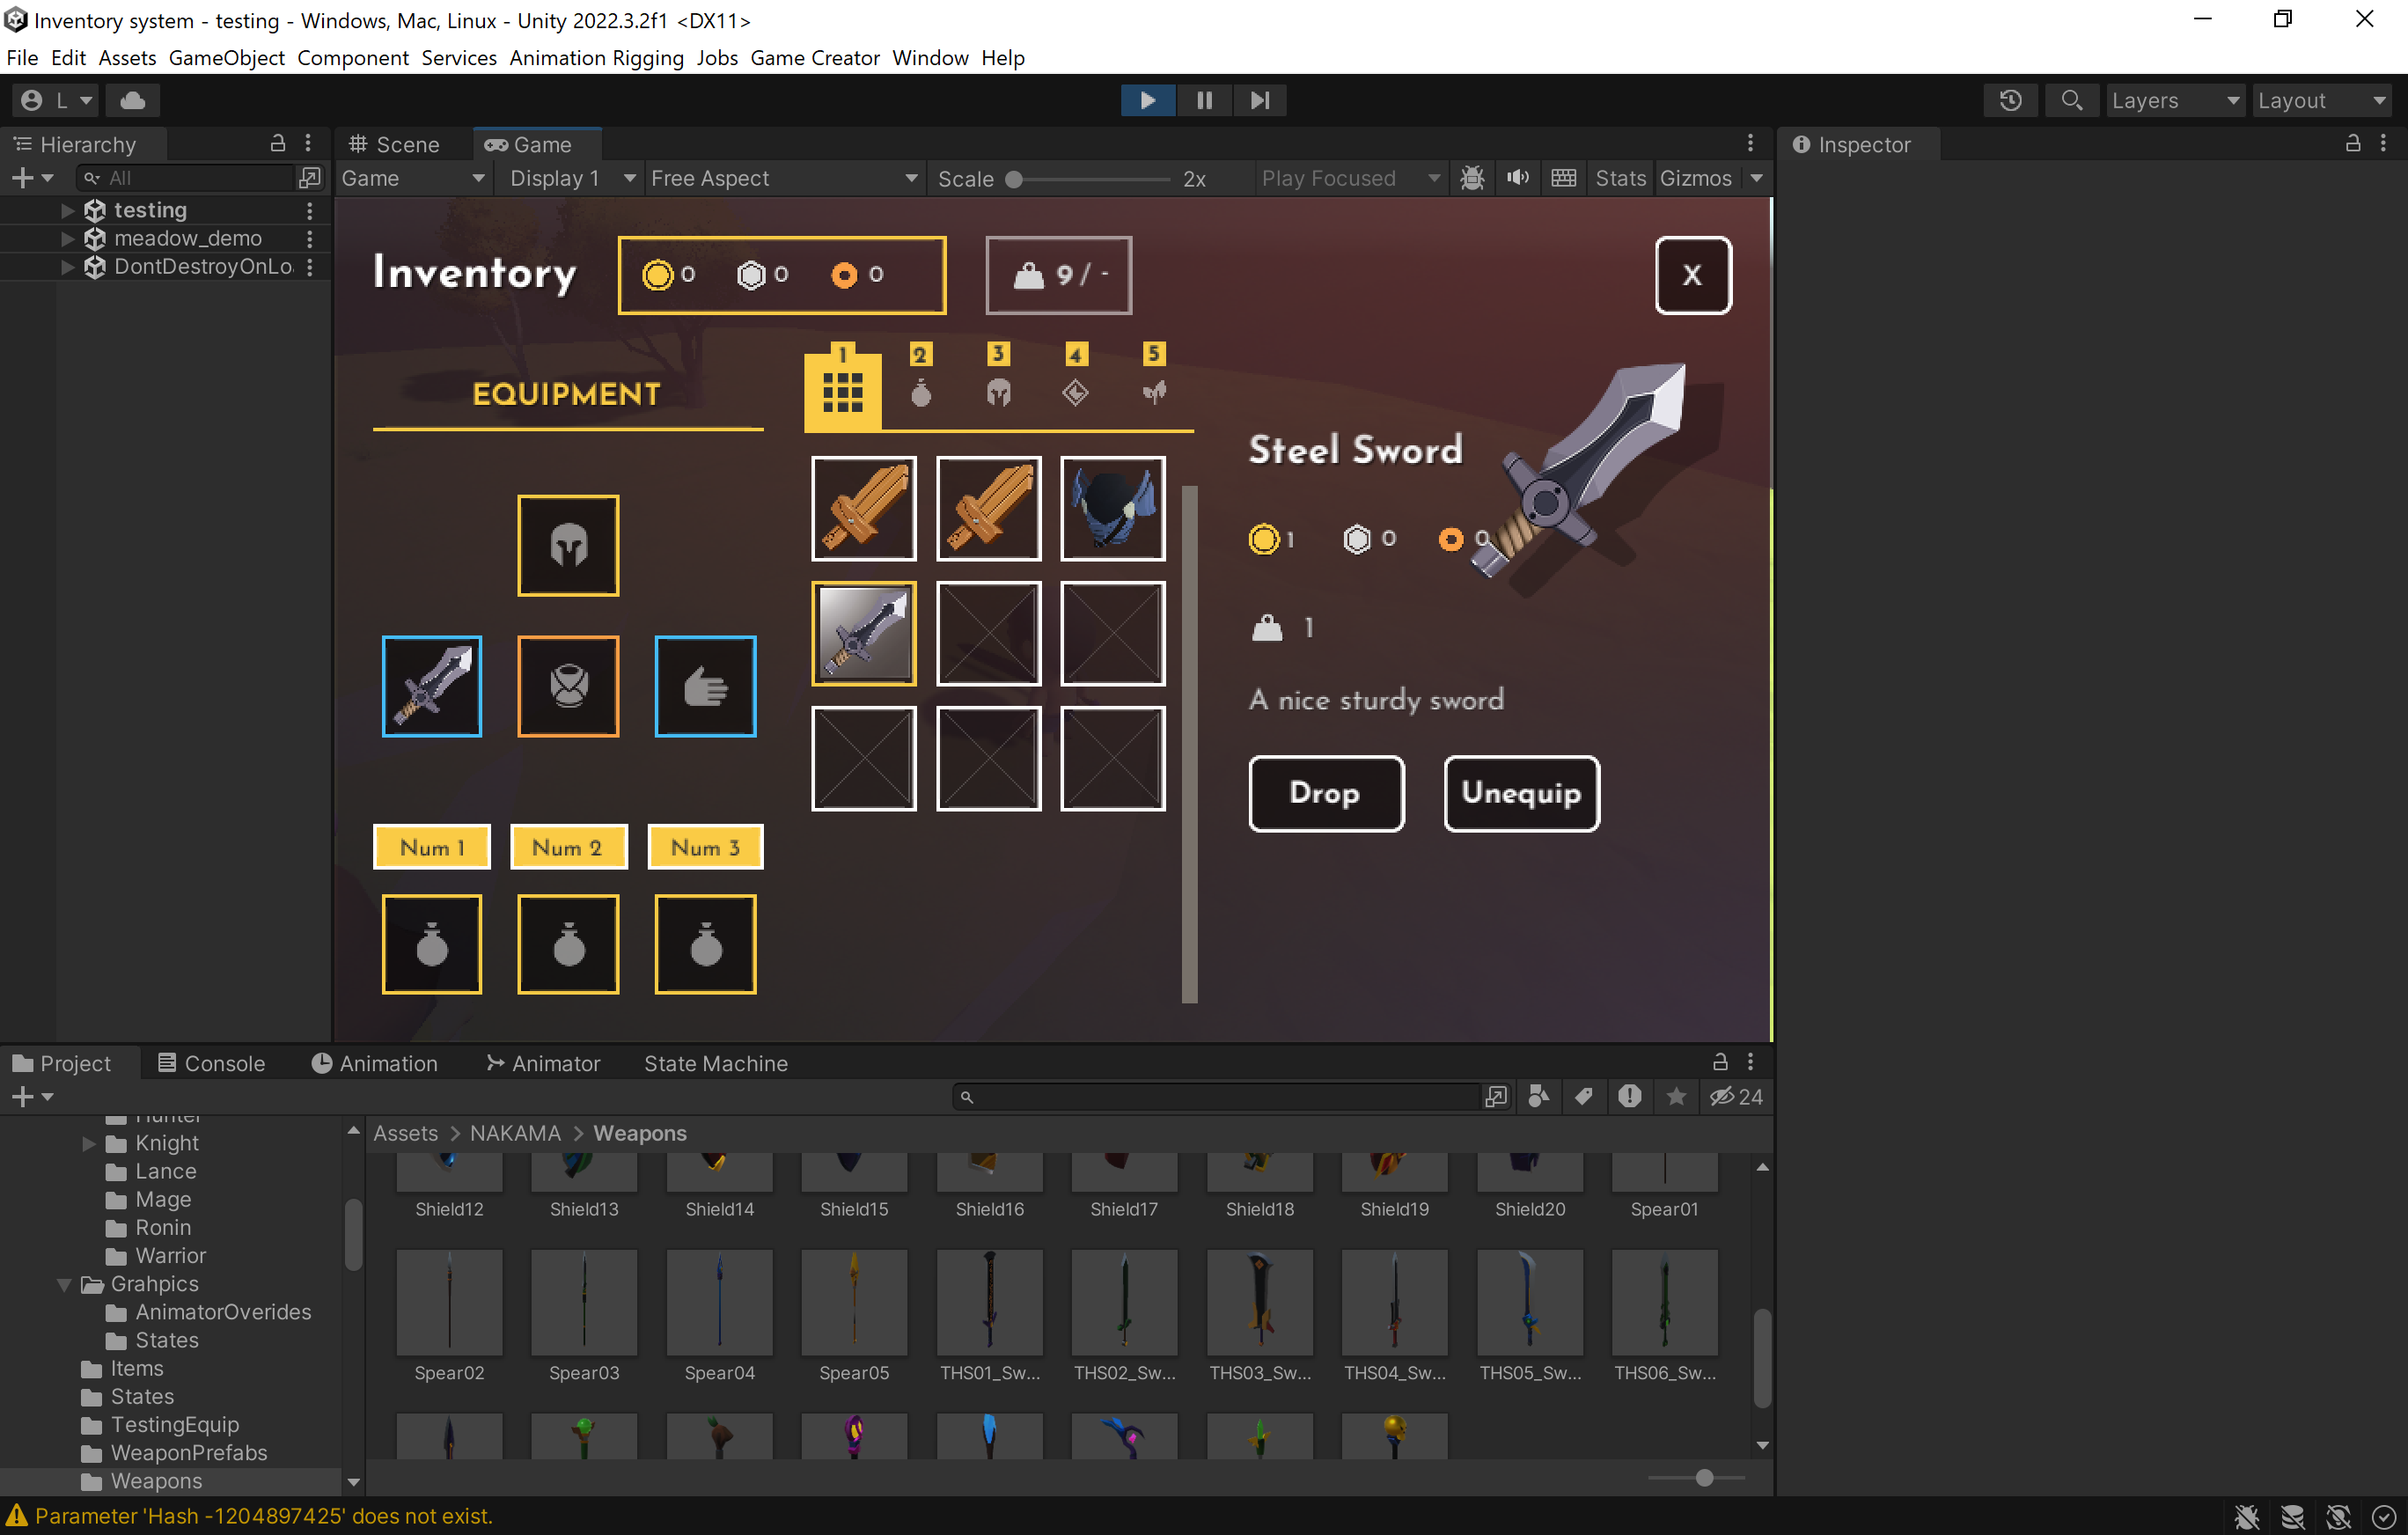 Inventory system - testing - Windows, Mac, Linux - Unity 2022.3.2f1 <DX11>
File Edit Assets GameObject Component Services Animation Rigging Jobs Game Creator Window Help
L
Layers
Layout
Hierarchy
Scene
Game
Inspector
All
Game
Display 1
Free Aspect
Scale
2x
Play Focused
Stats
Gizmos
testing
meadow_demo
DontDestroyOnLo
Inventory
0
0
0
9 / -
X
1
2
3
4
5
EQUIPMENT
Steel Sword
1
0
0
1
A nice sturdy sword
Drop
Unequip
Num 1
Num 2
Num 3
Project
Console
Animation
Animator
State Machine
24
Hunter
Knight
Lance
Mage
Ronin
Warrior
Grahpics
AnimatorOverides
States
Items
States
TestingEquip
WeaponPrefabs
Weapons
Assets > NAKAMA > Weapons
Shield12
Shield13
Shield14
Shield15
Shield16
Shield17
Shield18
Shield19
Shield20
Spear01
Spear02
Spear03
Spear04
Spear05
THS01_Sw...
THS02_Sw...
THS03_Sw...
THS04_Sw...
THS05_Sw...
THS06_Sw...
Parameter 'Hash -1204897425' does not exist.